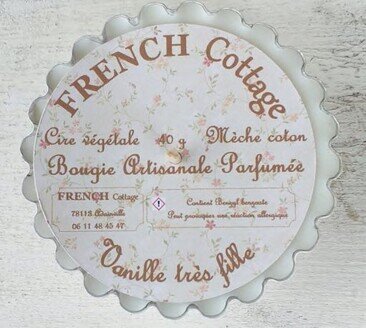 FRENCH Cottage
Cire végétale 40 g Mèche coton
Bougie Artisanale Parfumée
FRENCH Cottage
78113 Adainville
06 11 48 45 47
Contient Benzyl benzoate
Peut provoquer une réaction allergique
Vanille très fille